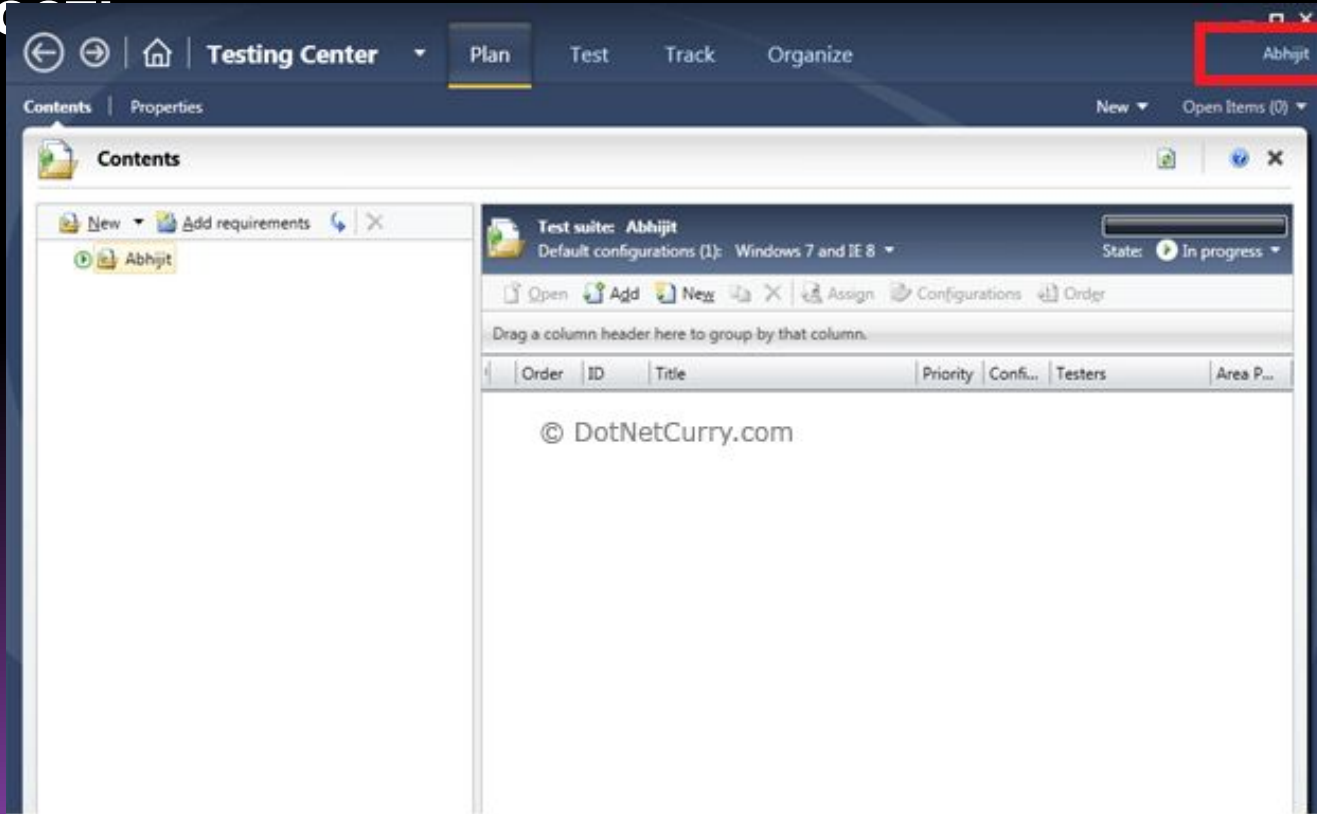 Testing Center Plan Test Track Organize Abhijit
Contents | Properties New Open Items (0)
Contents
New Add requirements
Abhijit
Test suite: Abhijit
Default configurations (1): Windows 7 and IE 8 State: In progress
Open Add New Assign Configurations Order
Drag a column header here to group by that column.
Order ID Title Priority Confi... Testers Area P...
© DotNetCurry.com